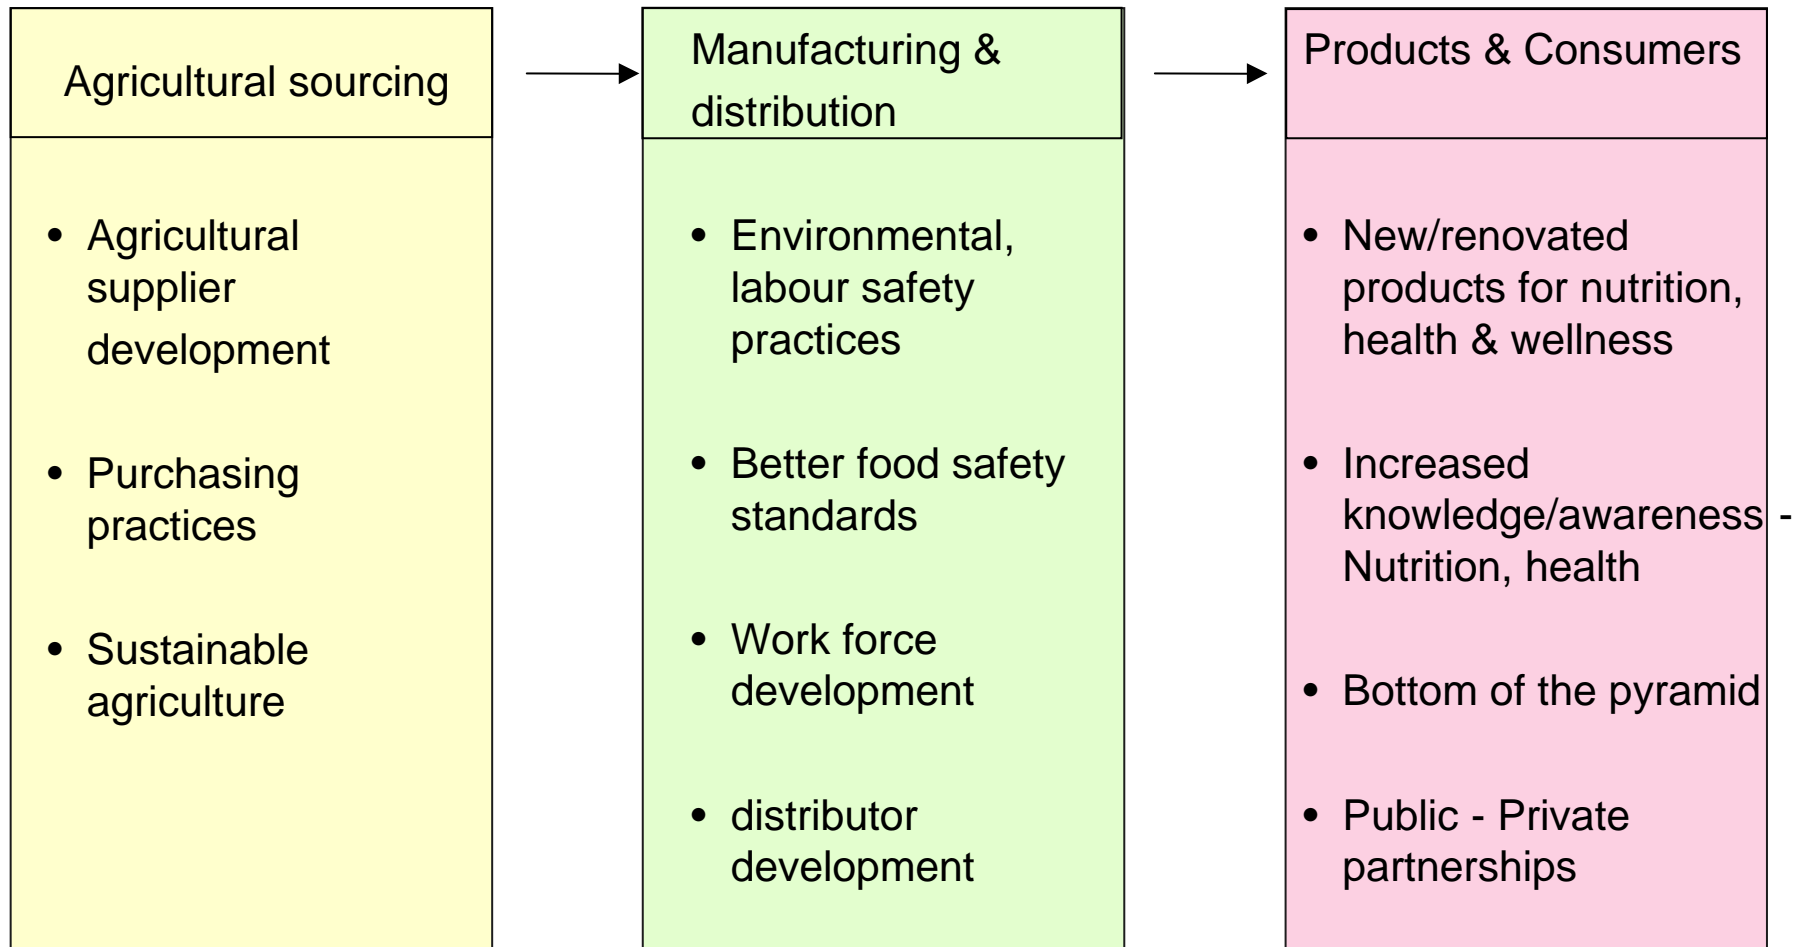 Agricultural sourcing
• Agricultural
supplier
development
• Purchasing
practices
• Sustainable
agriculture
Manufacturing &
distribution
• Environmental,
labour safety
practices
• Better food safety
standards
• Work force
development
• distributor
development
Products & Consumers
• New/renovated
products for nutrition,
health & wellness
• Increased
knowledge/awareness -
Nutrition, health
• Bottom of the pyramid
• Public - Private
partnerships